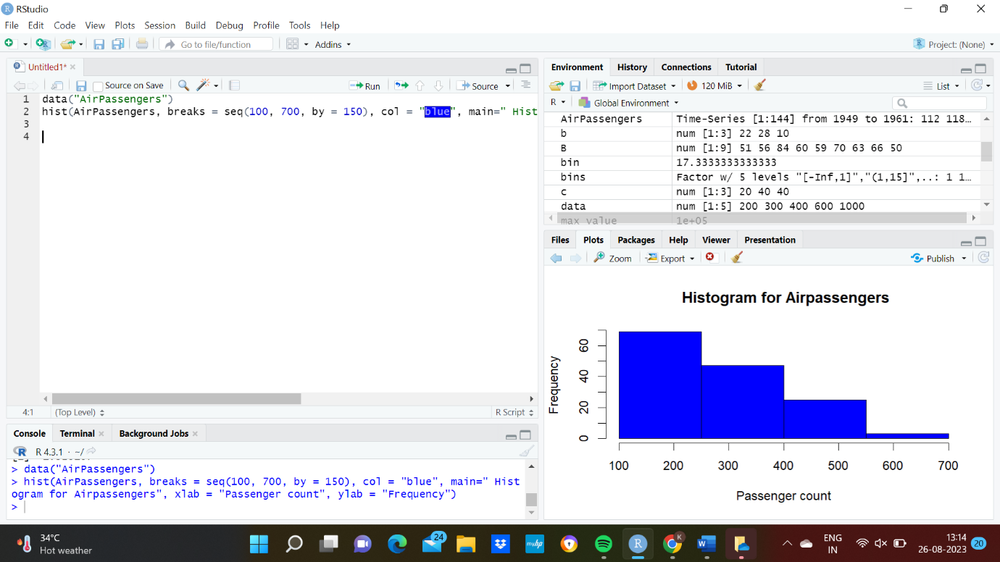 RStudio
File Edit Code View Plots Session Build Debug Profile Tools Help
Go to file/function Addins Project: (None)
Untitled1*
Source on Save Run Source
1 data("AirPassengers")
2 hist(AirPassengers, breaks = seq(100, 700, by = 150), col = "blue", main=" Hist
3
4
4:1 (Top Level) R Script
Console Terminal Background Jobs
R 4.3.1 · ~/
> data("AirPassengers")
> hist(AirPassengers, breaks = seq(100, 700, by = 150), col = "blue", main=" Hist
ogram for Airpassengers", xlab = "Passenger count", ylab = "Frequency")
>
Environment History Connections Tutorial
Import Dataset 120 MiB List
R Global Environment
AirPassengers Time-Series [1:144] from 1949 to 1961: 112 118…
b num [1:3] 22 28 10
B num [1:9] 51 56 84 60 59 70 63 66 50
bin 17.3333333333333
bins Factor w/ 5 levels "[-Inf,1]","(1,15]",..: 1 1…
c num [1:3] 20 40 40
data num [1:5] 200 300 400 600 1000
max value 1e+05
Files Plots Packages Help Viewer Presentation
Zoom Export Publish
Histogram for Airpassengers
Frequency
0 20 40 60
100 200 300 400 500 600 700
Passenger count
34°C
Hot weather
24
myhp
R
K
W
ENG
IN
13:14
26-08-2023
20